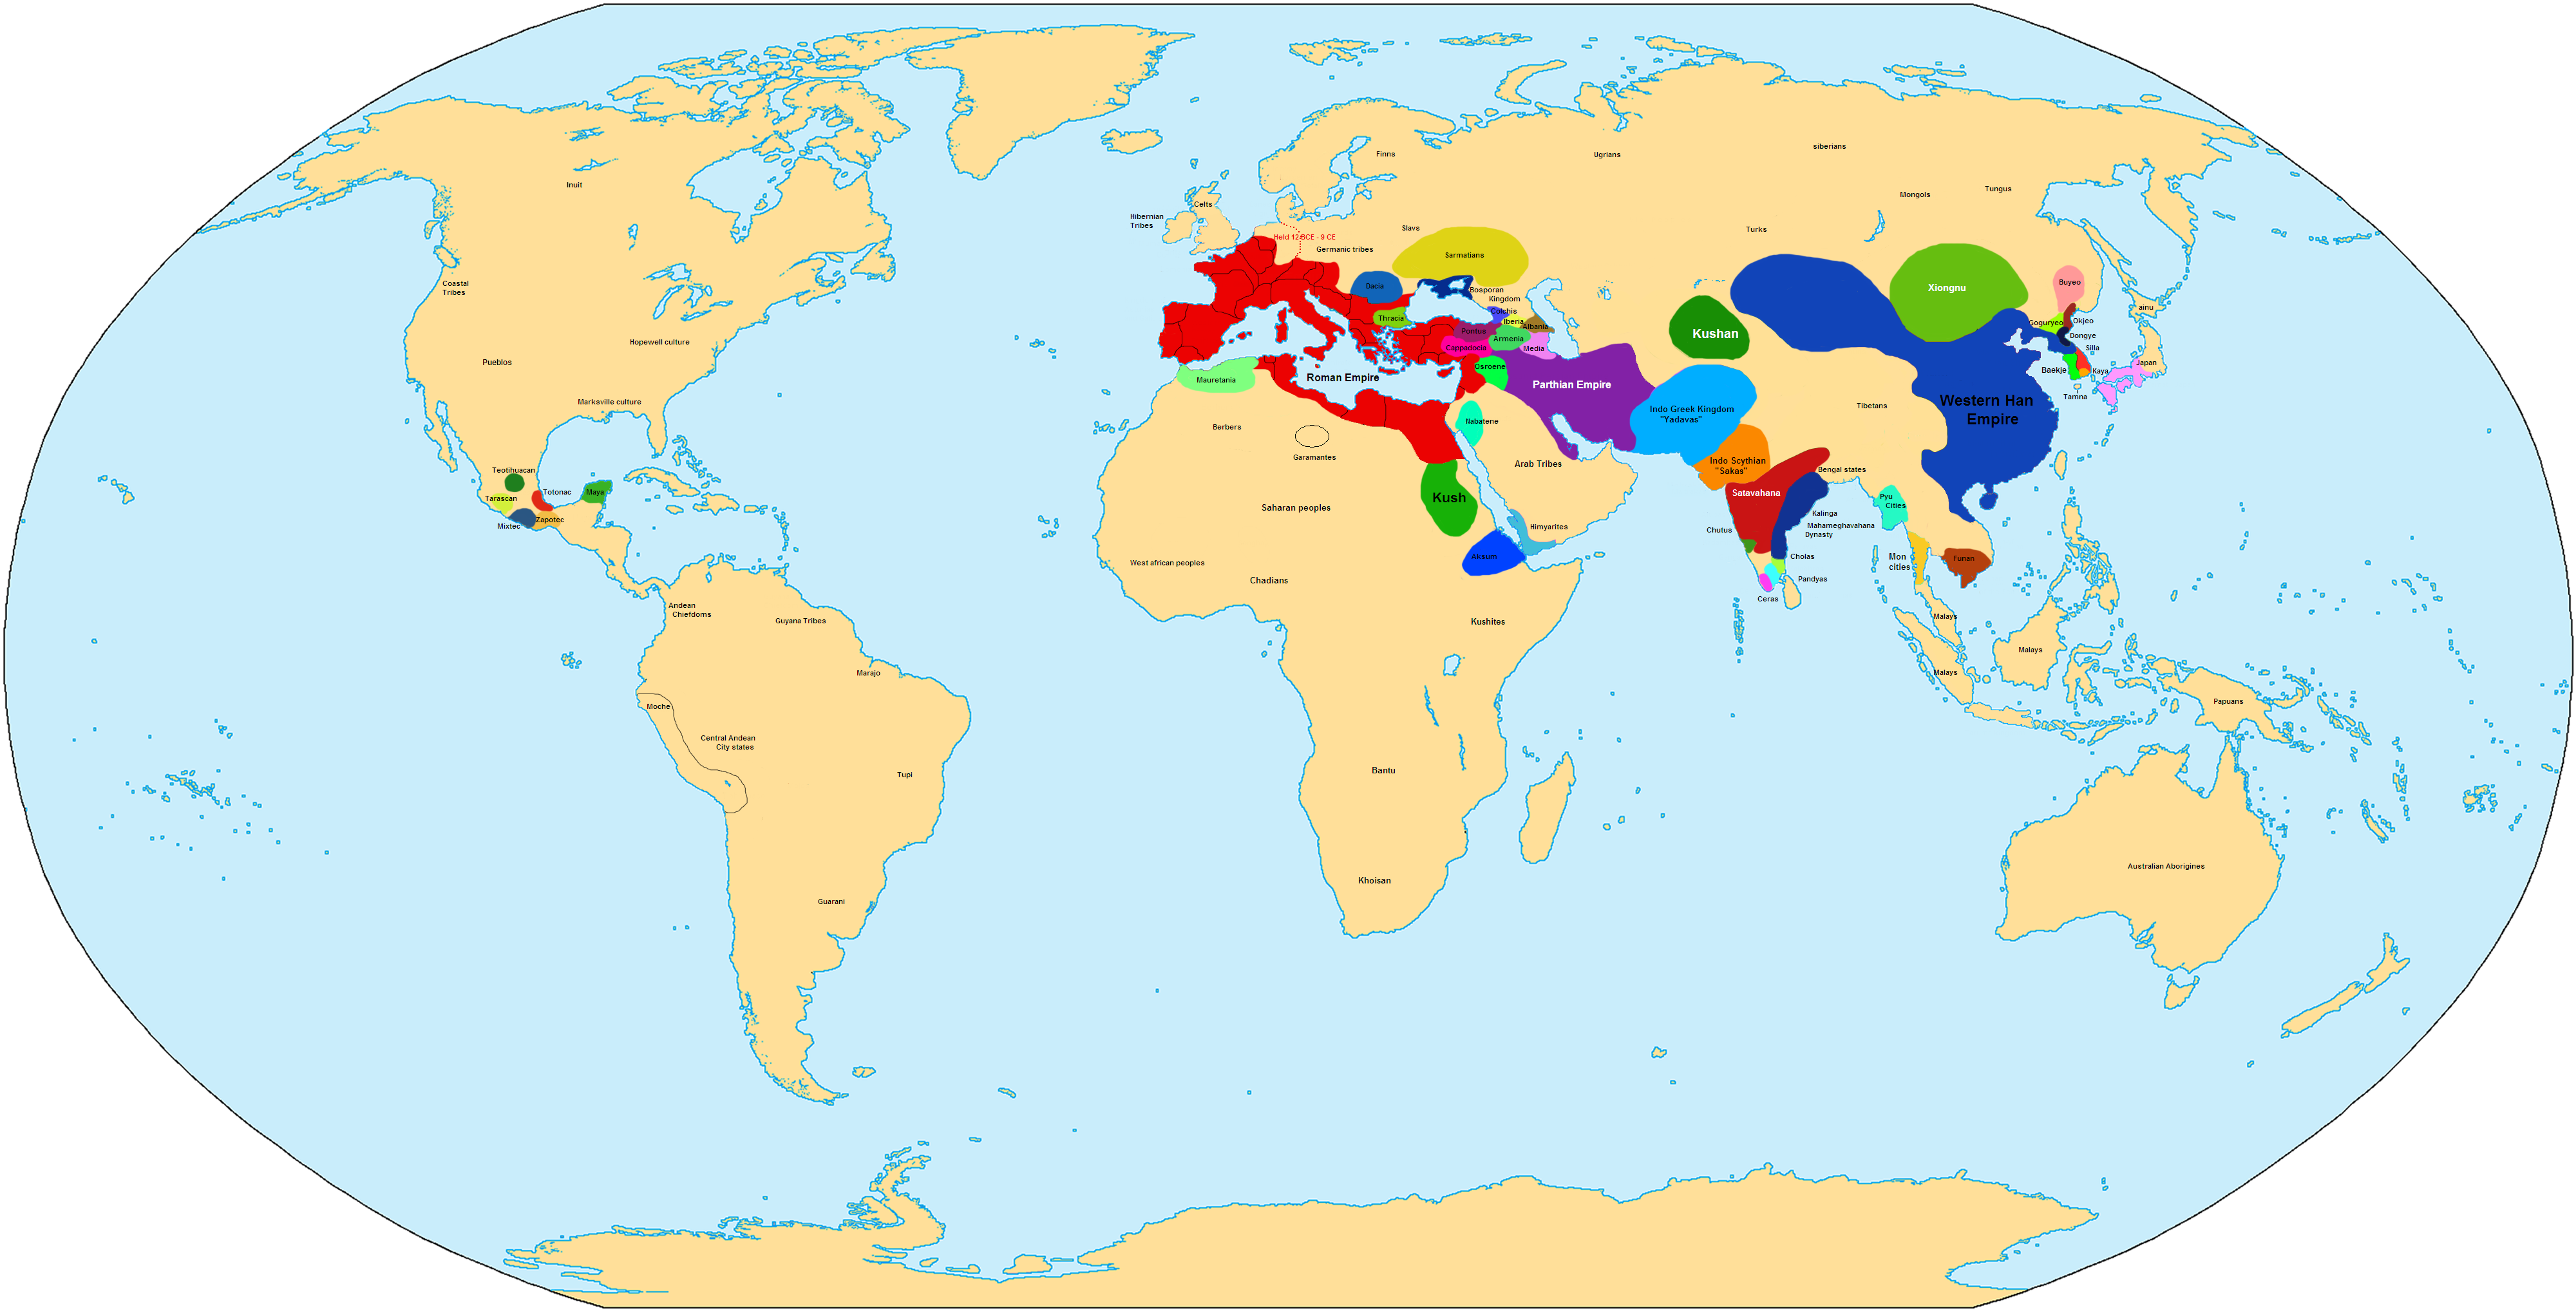 Inuit
Coastal
Tribes
Pueblos
Hopewell culture
Marksville culture
Teotihuacan
Tarascan
Totonac
Maya
Mixtec
Zapotec
Andean
Chiefdoms
Guyana Tribes
Marajo
Moche
Central Andean
City states
Tupi
Guarani
Finns
Ugrians
siberians
Mongols
Tungus
Celts
Hibernian
Tribes
Held 12 BCE - 9 CE
Slavs
Germanic tribes
Sarmatians
Turks
Dacia
Bosporan
Kingdom
Thracia
Colchis
Iberia
Albania
Pontus
Armenia
Cappadocia
Media
Osroene
Roman Empire
Mauretania
Parthian Empire
Kushan
Xiongnu
Buyeo
Goguryeo
Okjeo
Dongye
Silla
Baekje
Kaya
Tamna
ainu
Japan
Western Han
Empire
Tibetans
Indo Greek Kingdom
"Yadavas"
Indo Scythian
"Sakas"
Bengal states
Satavahana
Kalinga
Mahameghavahana
Dynasty
Chutus
Cholas
Pandyas
Ceras
Pyu
Cities
Mon
cities
Funan
Malays
Malays
Malays
Papuans
Australian Aborigines
Berbers
Garamantes
Nabatene
Arab Tribes
Kush
Saharan peoples
Himyarites
Aksum
West african peoples
Chadians
Kushites
Bantu
Khoisan